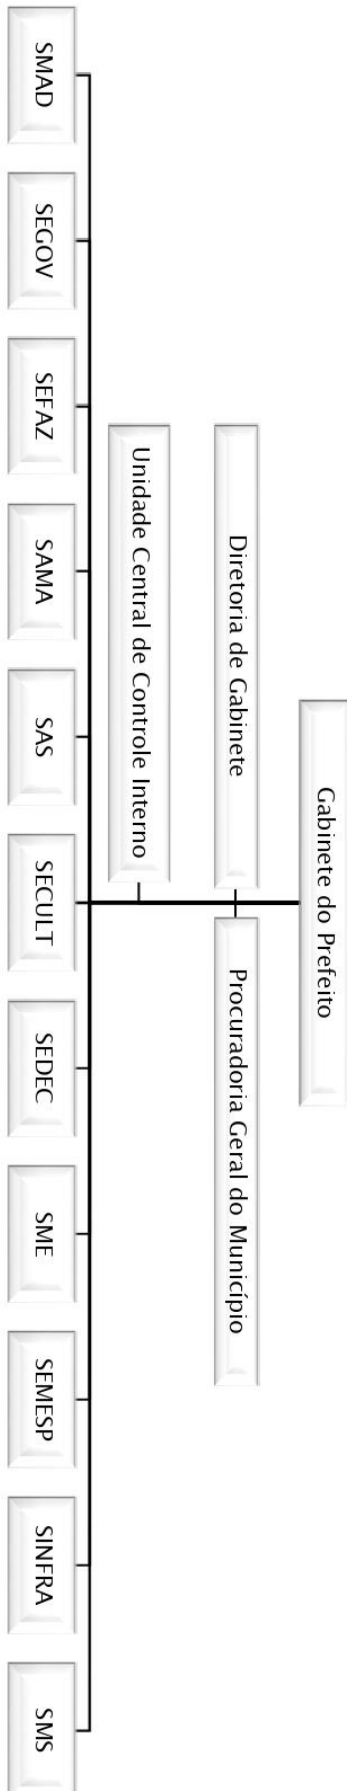 Gabinete do Prefeito
Diretoria de Gabinete
Procuradoria Geral do Município
Unidade Central de Controle Interno
SMAD
SEGOV
SEFAZ
SAMA
SAS
SECULT
SEDEC
SME
SEMESP
SINFRA
SMS